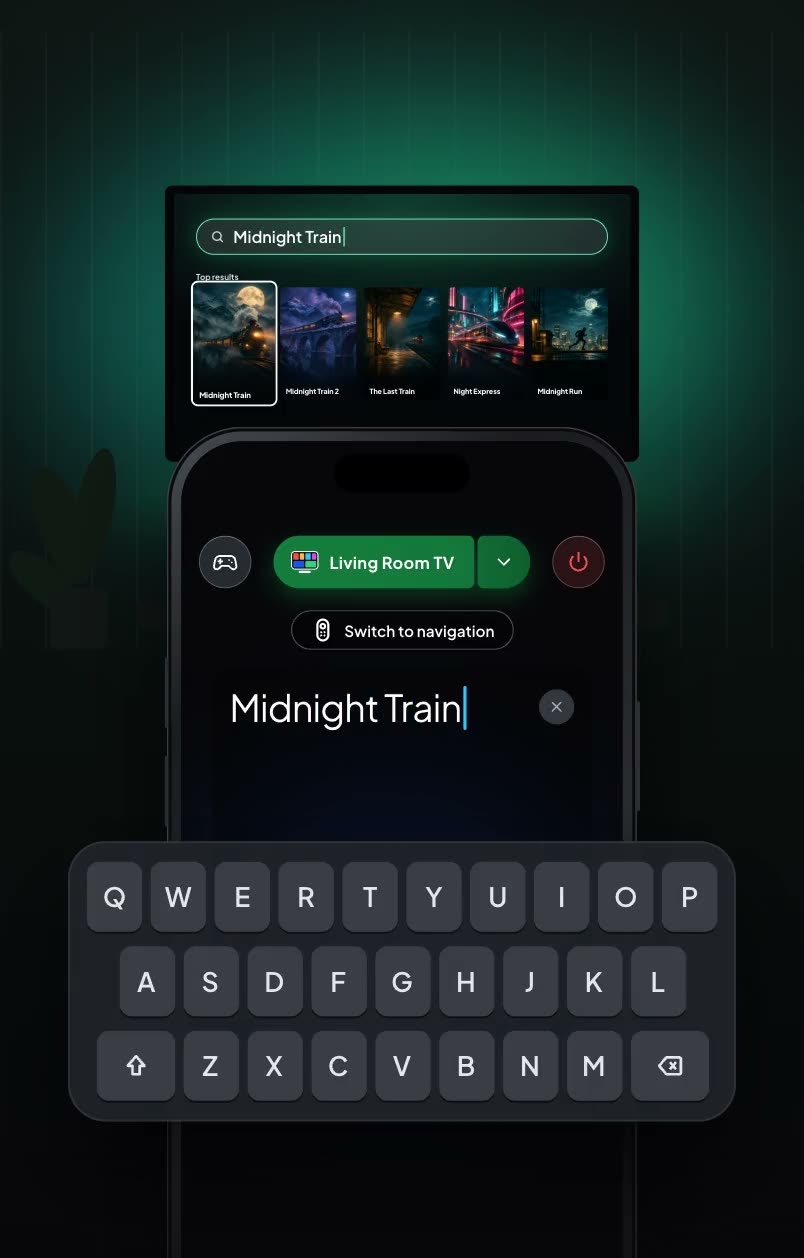 Midnight Train
Top results
Midnight Train
Midnight Train 2
The Last Train
Night Express
Midnight Run
Living Room TV
Switch to navigation
Midnight Train
Q W E R T Y U I O P
A S D F G H J K L
Z X C V B N M